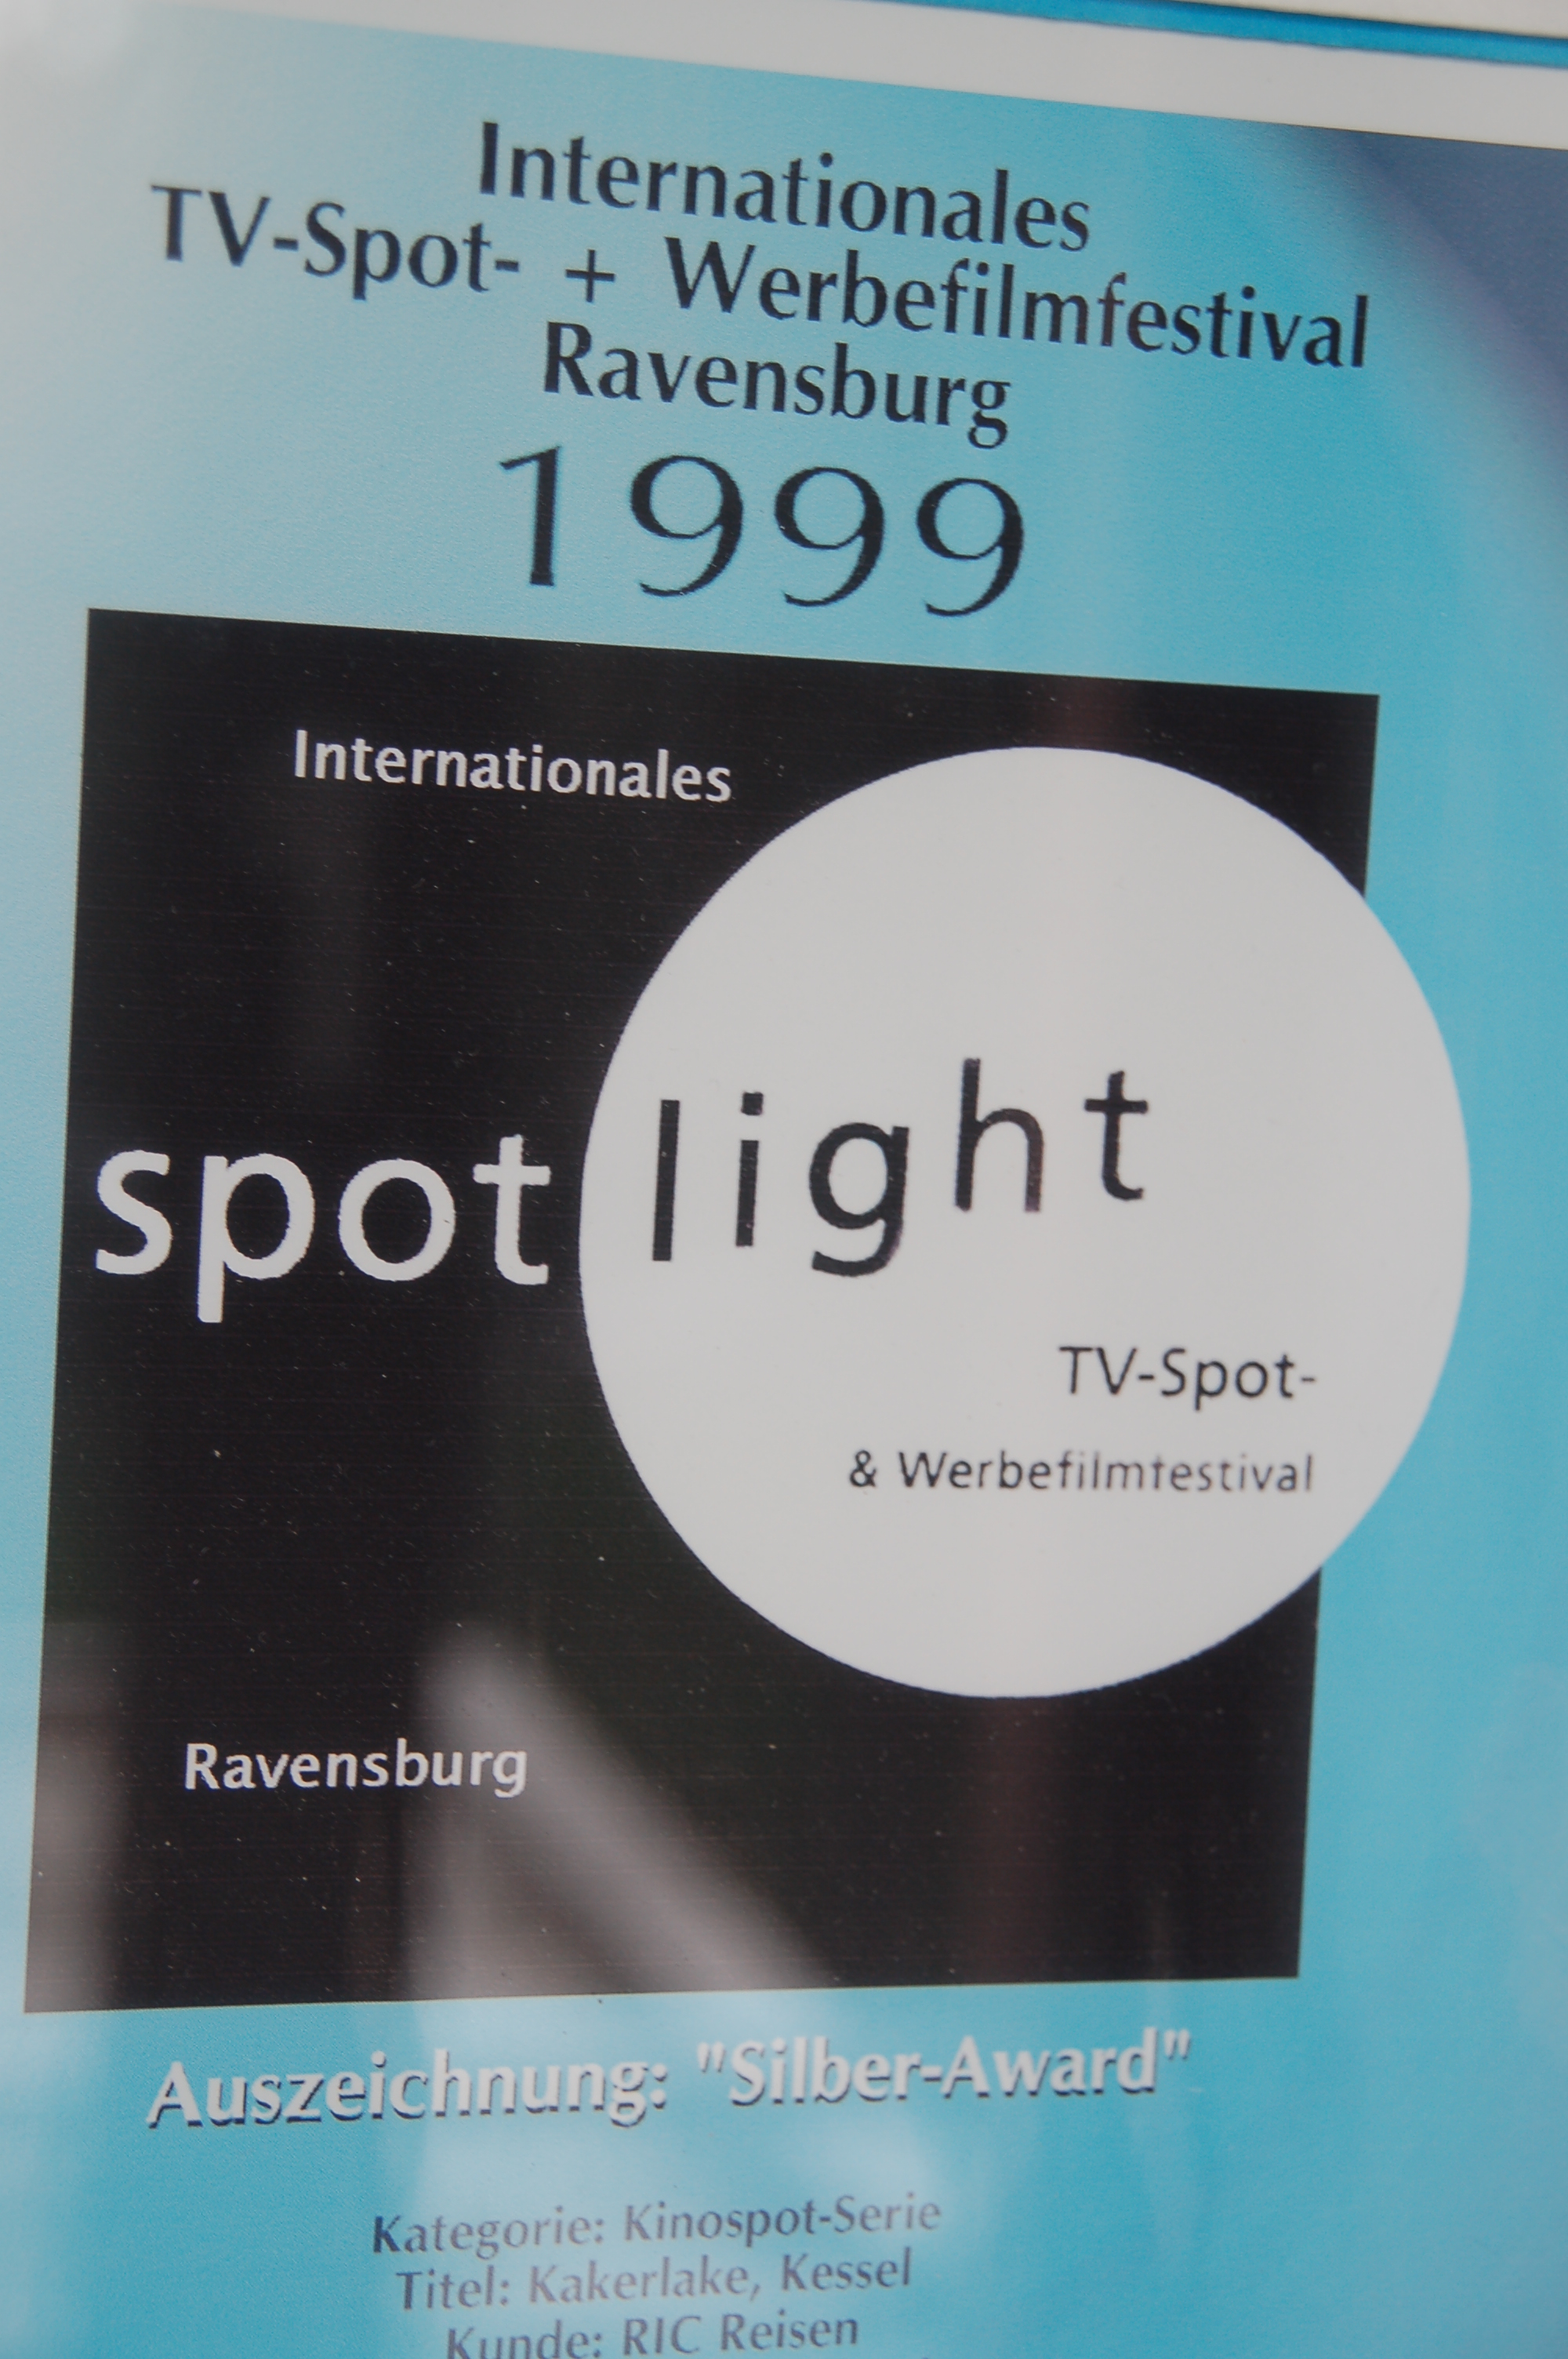 Internationales
TV-Spot- + Werbefilmfestival
Ravensburg
1999
Internationales
spotlight
TV-Spot-
& Werbefilmfestival
Ravensburg
Auszeichnung: "Silber-Award"
Kategorie: Kinospot-Serie
Titel: Kakerlake, Kessel
Kunde: RIC Reisen